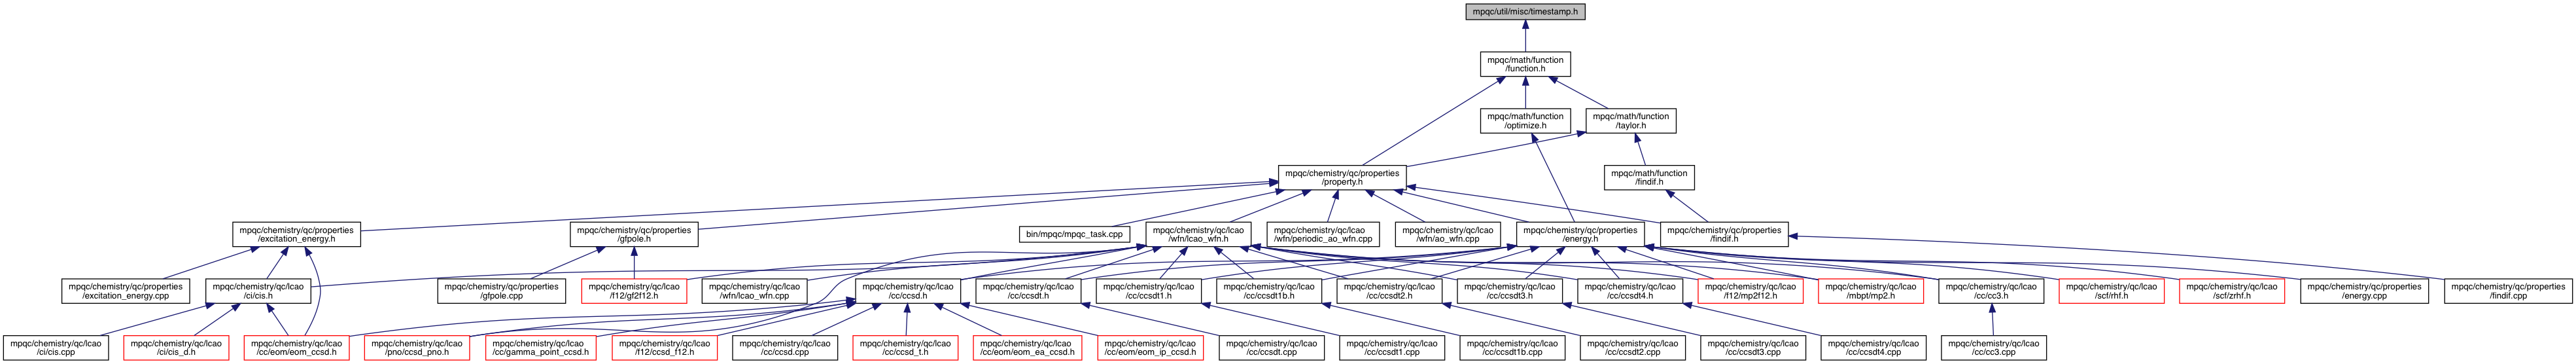 mpqc/util/misc/timestamp.h
mpqc/math/function
/function.h
mpqc/math/function
/optimize.h
mpqc/math/function
/taylor.h
mpqc/chemistry/qc/properties
/property.h
mpqc/math/function
/findif.h
mpqc/chemistry/qc/properties
/excitation_energy.h
mpqc/chemistry/qc/properties
/gfpole.h
bin/mpqc/mpqc_task.cpp
mpqc/chemistry/qc/lcao
/wfn/lcao_wfn.h
mpqc/chemistry/qc/lcao
/wfn/periodic_ao_wfn.cpp
mpqc/chemistry/qc/lcao
/wfn/ao_wfn.cpp
mpqc/chemistry/qc/properties
/energy.h
mpqc/chemistry/qc/properties
/findif.h
mpqc/chemistry/qc/properties
/excitation_energy.cpp
mpqc/chemistry/qc/lcao
/ci/cis.h
mpqc/chemistry/qc/properties
/gfpole.cpp
mpqc/chemistry/qc/lcao
/f12/gf2f12.h
mpqc/chemistry/qc/lcao
/wfn/lcao_wfn.cpp
mpqc/chemistry/qc/lcao
/cc/ccsd.h
mpqc/chemistry/qc/lcao
/cc/ccsdt.h
mpqc/chemistry/qc/lcao
/cc/ccsdt1.h
mpqc/chemistry/qc/lcao
/cc/ccsdt1b.h
mpqc/chemistry/qc/lcao
/cc/ccsdt2.h
mpqc/chemistry/qc/lcao
/cc/ccsdt3.h
mpqc/chemistry/qc/lcao
/cc/ccsdt4.h
mpqc/chemistry/qc/lcao
/f12/mp2f12.h
mpqc/chemistry/qc/lcao
/mbpt/mp2.h
mpqc/chemistry/qc/lcao
/cc/cc3.h
mpqc/chemistry/qc/lcao
/scf/rhf.h
mpqc/chemistry/qc/lcao
/scf/zrhf.h
mpqc/chemistry/qc/properties
/energy.cpp
mpqc/chemistry/qc/properties
/findif.cpp
mpqc/chemistry/qc/lcao
/ci/cis.cpp
mpqc/chemistry/qc/lcao
/ci/cis_d.h
mpqc/chemistry/qc/lcao
/cc/eom/eom_ccsd.h
mpqc/chemistry/qc/lcao
/pno/ccsd_pno.h
mpqc/chemistry/qc/lcao
/cc/gamma_point_ccsd.h
mpqc/chemistry/qc/lcao
/f12/ccsd_f12.h
mpqc/chemistry/qc/lcao
/cc/ccsd.cpp
mpqc/chemistry/qc/lcao
/cc/ccsd_t.h
mpqc/chemistry/qc/lcao
/cc/eom/eom_ea_ccsd.h
mpqc/chemistry/qc/lcao
/cc/eom/eom_ip_ccsd.h
mpqc/chemistry/qc/lcao
/cc/ccsdt.cpp
mpqc/chemistry/qc/lcao
/cc/ccsdt1.cpp
mpqc/chemistry/qc/lcao
/cc/ccsdt1b.cpp
mpqc/chemistry/qc/lcao
/cc/ccsdt2.cpp
mpqc/chemistry/qc/lcao
/cc/ccsdt3.cpp
mpqc/chemistry/qc/lcao
/cc/ccsdt4.cpp
mpqc/chemistry/qc/lcao
/cc/cc3.cpp